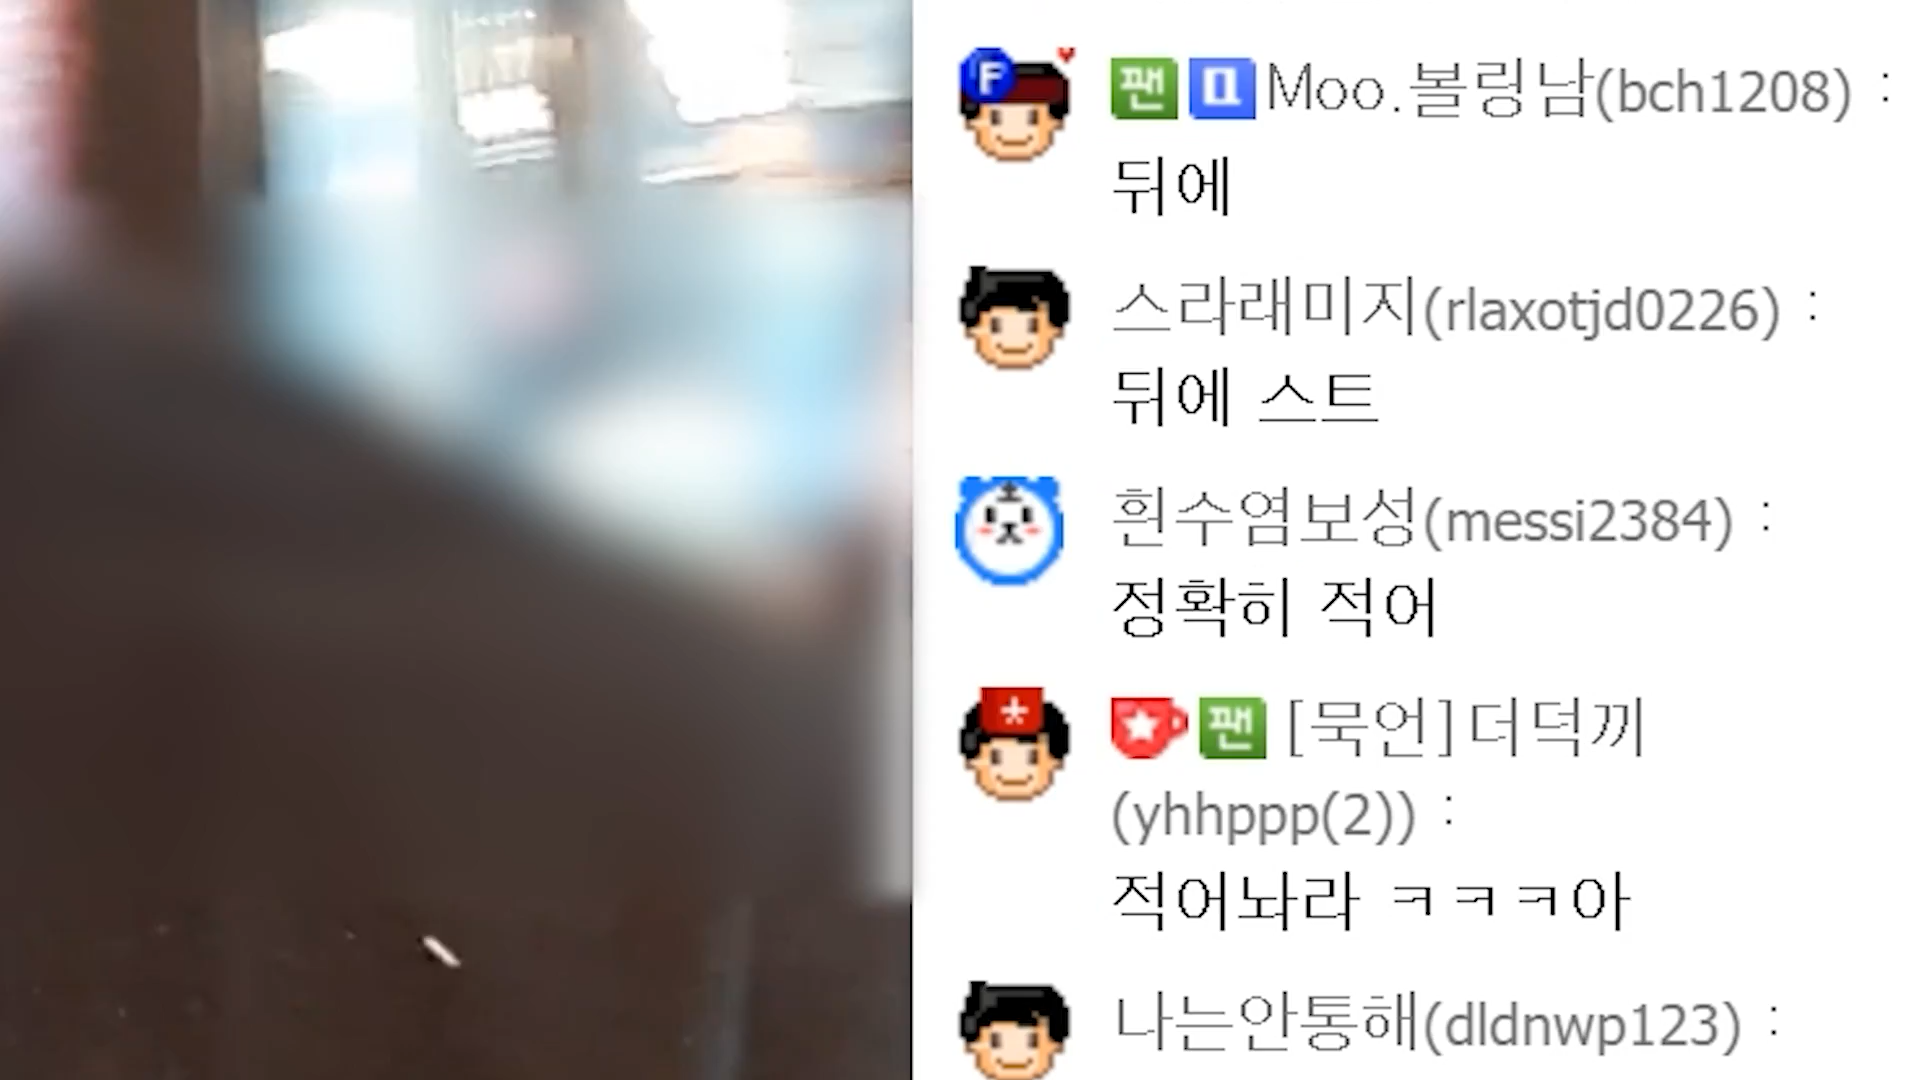 F 팬 Moo.볼링남(bch1208) :
뒤에
스라래미지(rlaxotjd0226) :
뒤에 스트
흰수염보성(messi2384) :
정확히 적어
팬 [묵언]더덕끼
(yhhppp(2)) :
적어놔라 ㅋㅋㅋ아
나는안통해(dldnwp123) :